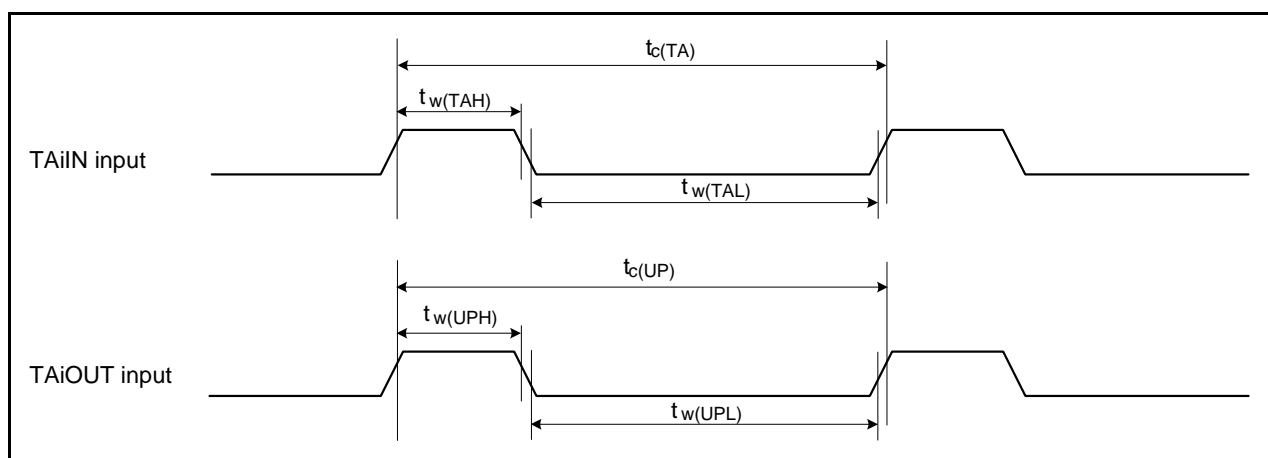 tc(TA)
tw(TAH)
TAiIN input
tw(TAL)
tc(UP)
tw(UPH)
TAiOUT input
tw(UPL)